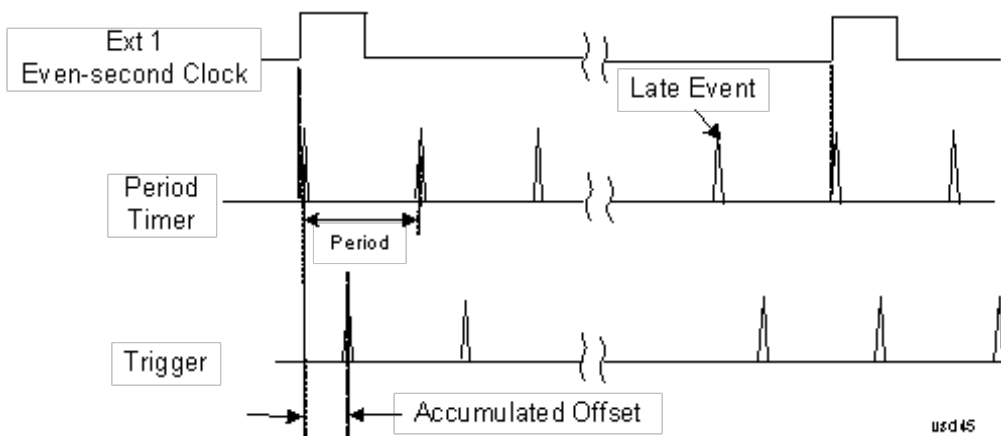 Ext 1
Even-second Clock
Late Event
Period
Timer
Period
Trigger
Accumulated Offset
usd45